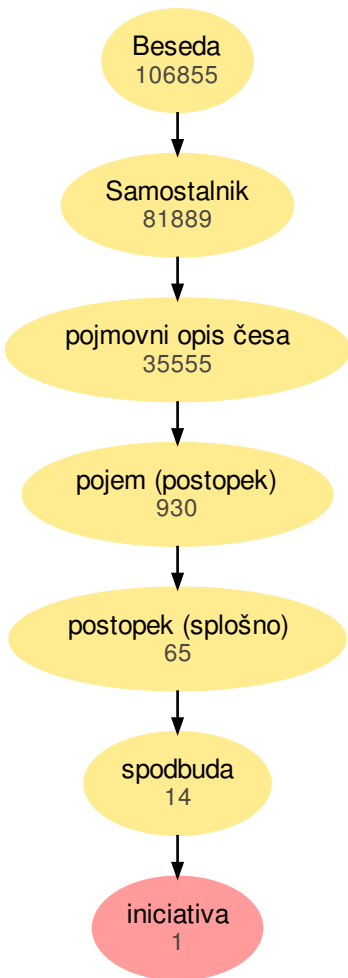 Beseda
106855
Samostalnik
81889
pojmovni opis česa
35555
pojem (postopek)
930
postopek (splošno)
65
spodbuda
14
iniciativa
1